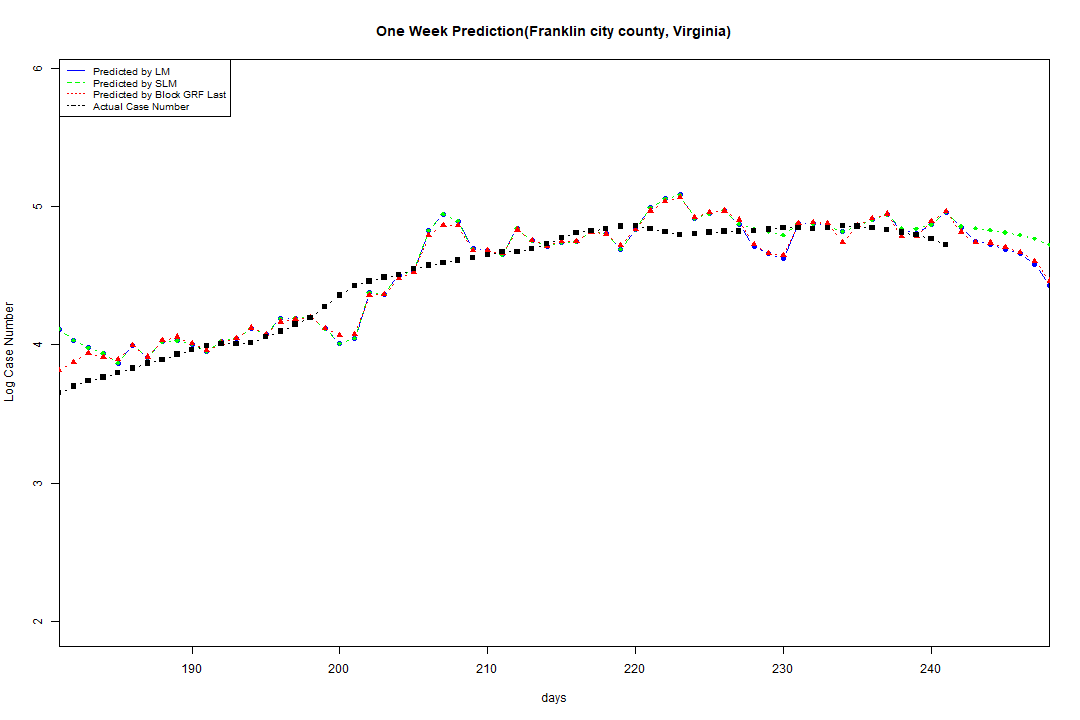 One Week Prediction(Franklin city county, Virginia)
Predicted by LM
Predicted by SLM
Predicted by Block GRF Last
Actual Case Number
6
5
4
3
2
Log Case Number
190 200 210 220 230 240
days